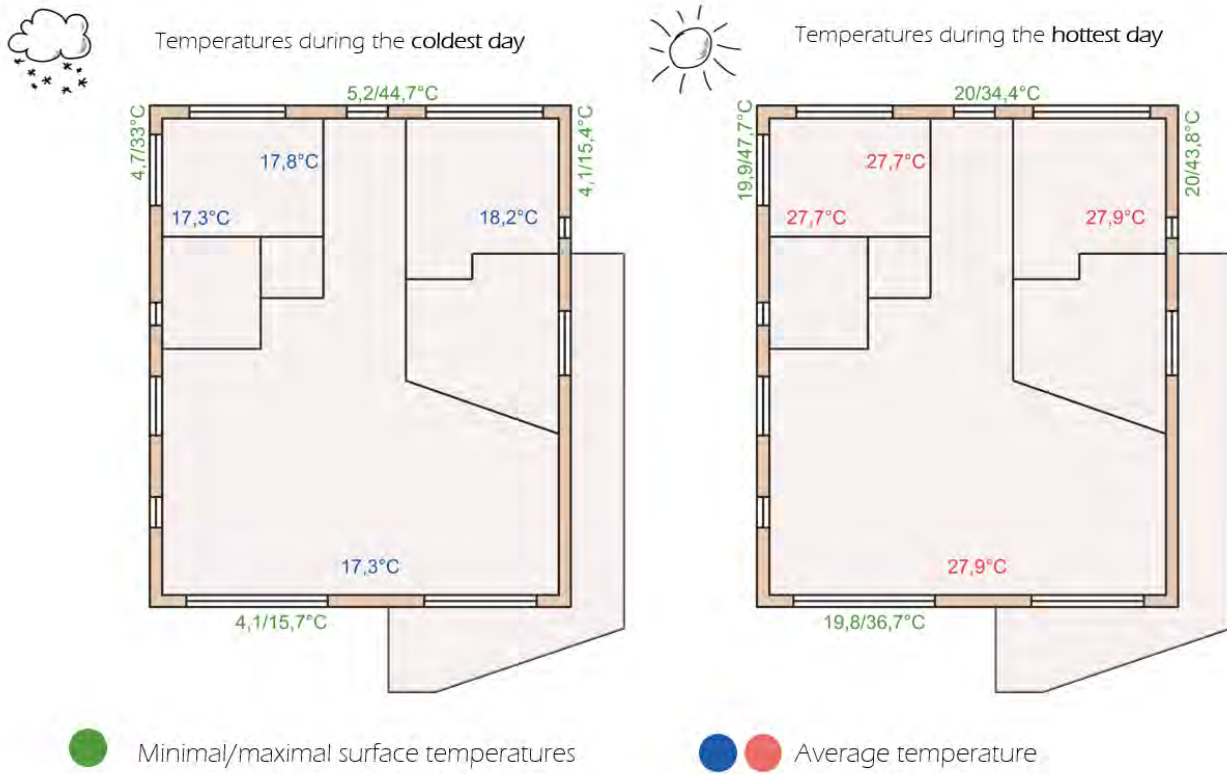 Temperatures during the coldest day
5,2/44,7°C
4,7/33°C
4,1/15,4°C
17,8°C
17,3°C
18,2°C
17,3°C
4,1/15,7°C
Temperatures during the hottest day
20/34,4°C
19,9/47,7°C
20/43,8°C
27,7°C
27,7°C
27,9°C
27,9°C
19,8/36,7°C
Minimal/maximal surface temperatures
Average temperature